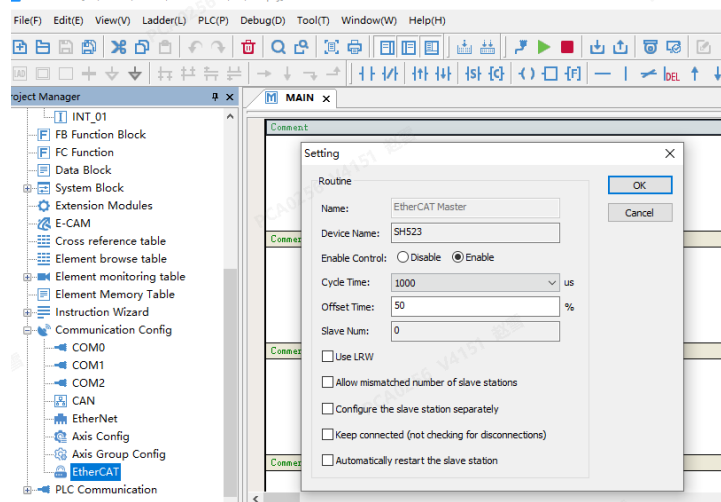 File(F) Edit(E) View(V) Ladder(L) PLC(P) Debug(D) Tool(T) Window(W) Help(H)
roject Manager
MAIN
INT_01
FB Function Block
FC Function
Data Block
System Block
Extension Modules
E-CAM
Cross reference table
Element browse table
Element monitoring table
Element Memory Table
Instruction Wizard
Communication Config
COM0
COM1
COM2
CAN
EtherNet
Axis Config
Axis Group Config
EtherCAT
PLC Communication
Comment
Setting
Routine
OK
Name: EtherCAT Master
Cancel
Device Name: SH523
Enable Control: Disable Enable
Cycle Time: 1000 us
Offset Time: 50 %
Slave Num: 0
Use LRW
Allow mismatched number of slave stations
Configure the slave station separately
Keep connected (not checking for disconnections)
Automatically restart the slave station